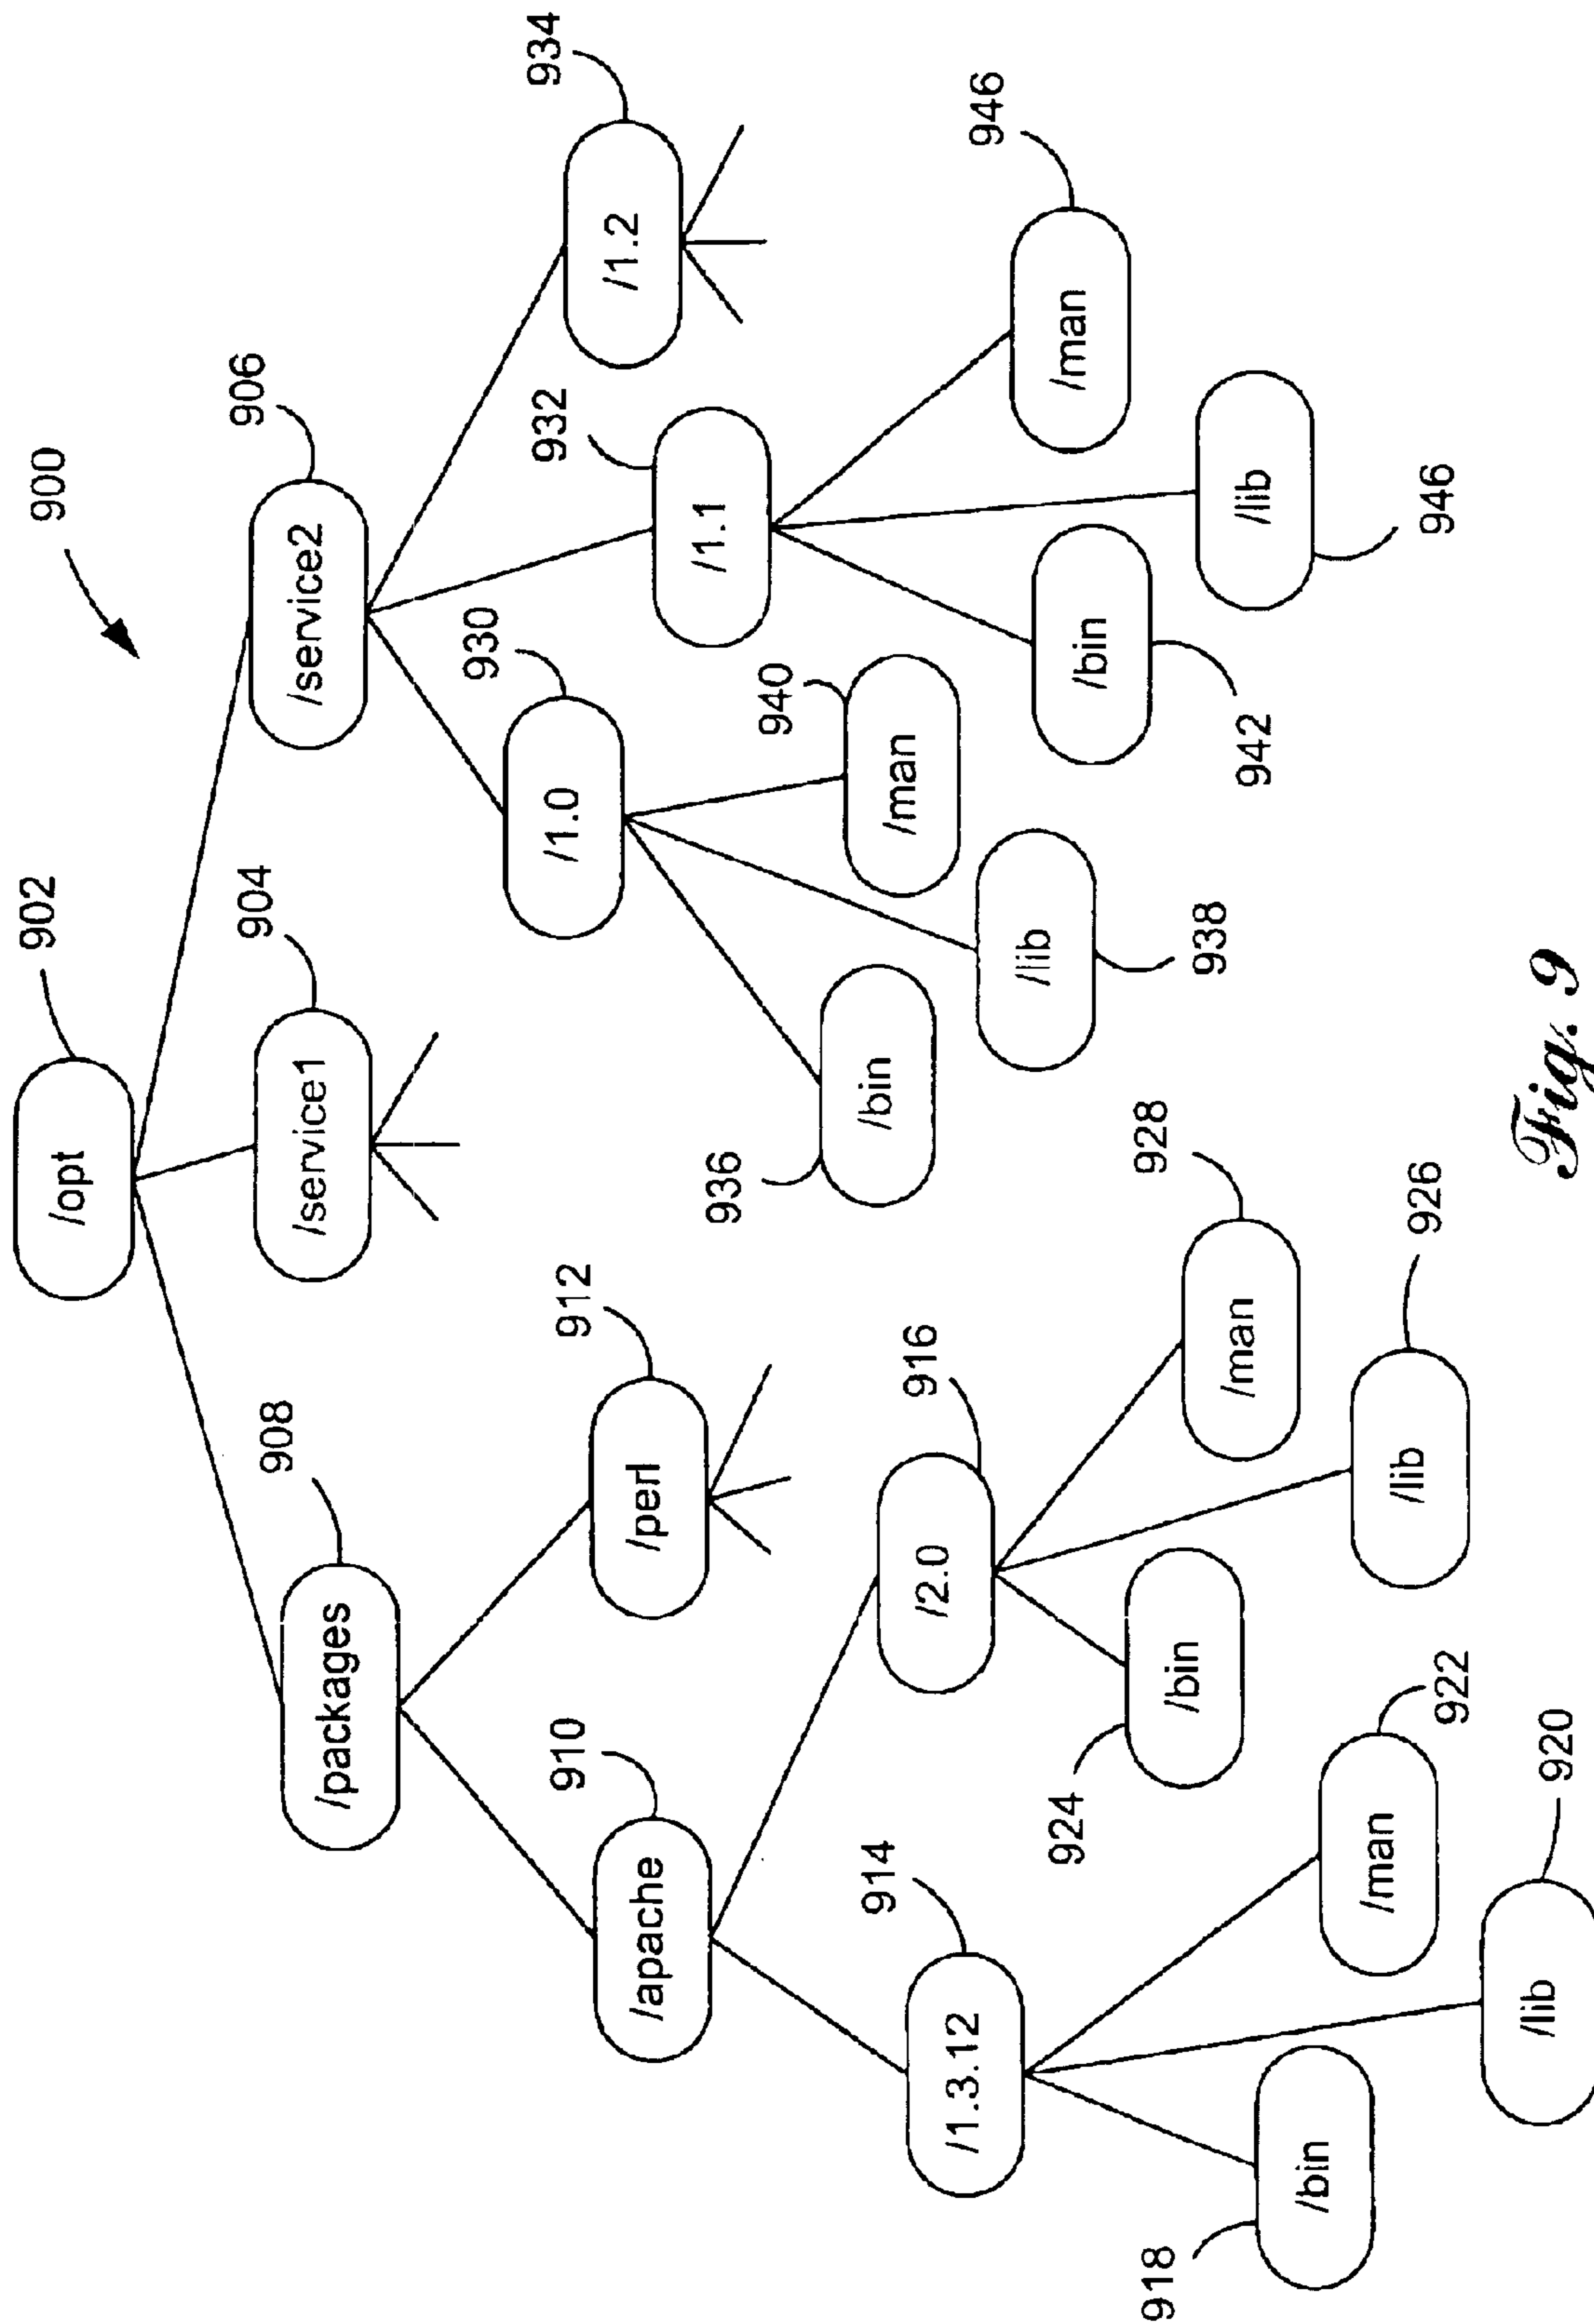 900
902
/opt
908
/packages
904
/service1
906
/service2
910
/apache
912
/perl
930
/1.0
932
/1.1
934
/1.2
914
/1.3.12
916
/2.0
936
/bin
938
/lib
940
/man
942
/bin
946
/lib
946
/man
918
/bin
920
/lib
922
/man
924
/bin
926
/lib
928
/man
Fig. 9